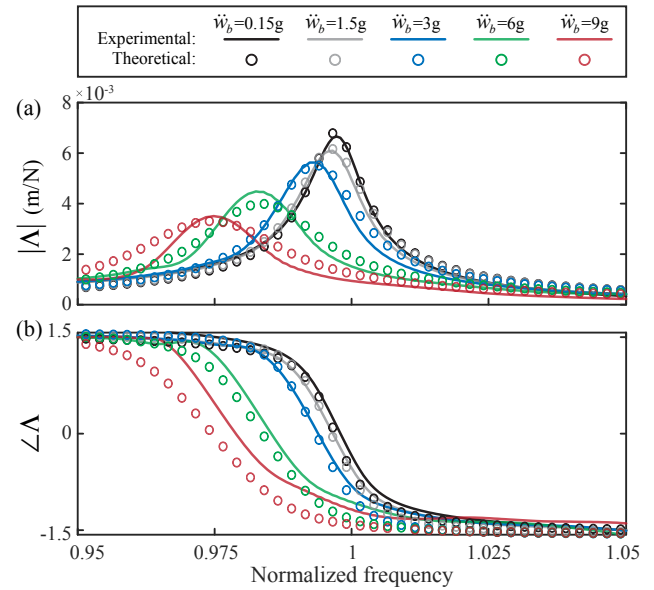 ẅ_b=0.15g ẅ_b=1.5g ẅ_b=3g ẅ_b=6g ẅ_b=9g
Experimental:
Theoretical:
(a)
×10⁻³
8
6
4
2
0
|Λ| (m/N)
(b)
1.5
0
-1.5
∠Λ
0.95 0.975 1 1.025 1.05
Normalized frequency